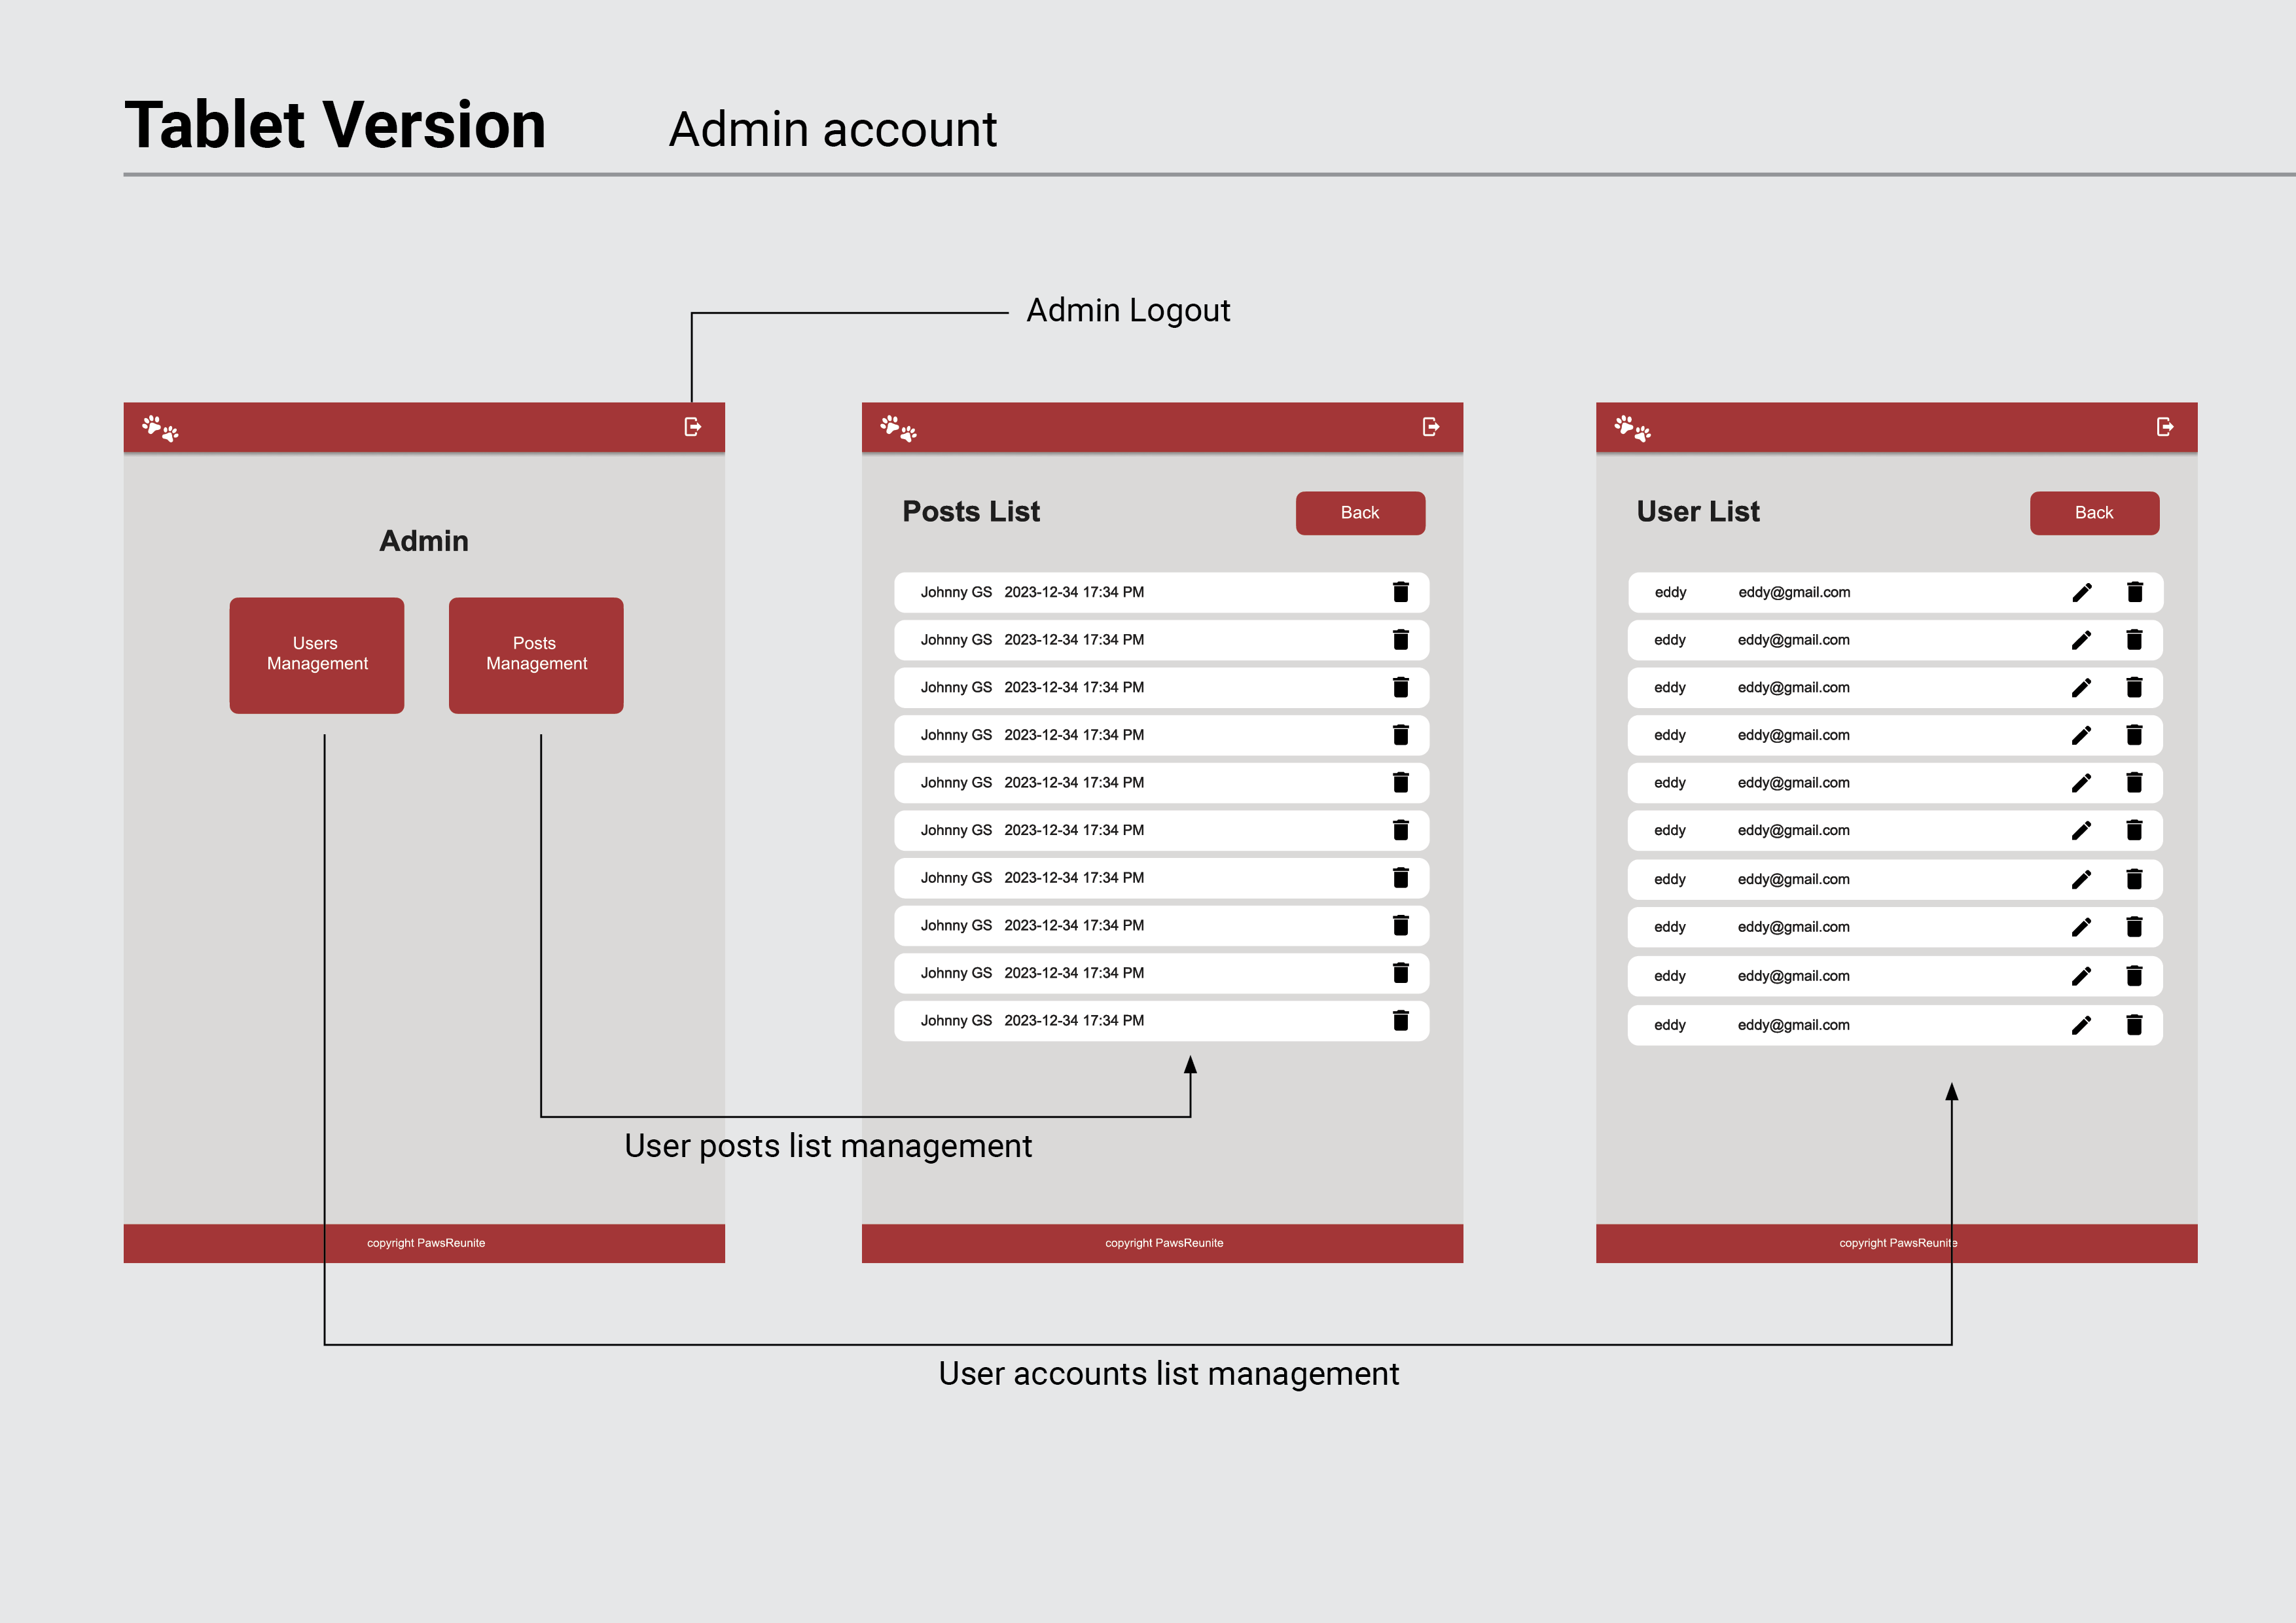 Tablet Version
Admin account
Admin Logout
Admin
Users
Management
Posts
Management
copyright PawsReunite
Posts List
Back
Johnny GS 2023-12-34 17:34 PM
Johnny GS 2023-12-34 17:34 PM
Johnny GS 2023-12-34 17:34 PM
Johnny GS 2023-12-34 17:34 PM
Johnny GS 2023-12-34 17:34 PM
Johnny GS 2023-12-34 17:34 PM
Johnny GS 2023-12-34 17:34 PM
Johnny GS 2023-12-34 17:34 PM
Johnny GS 2023-12-34 17:34 PM
Johnny GS 2023-12-34 17:34 PM
User posts list management
copyright PawsReunite
User List
Back
eddy eddy@gmail.com
eddy eddy@gmail.com
eddy eddy@gmail.com
eddy eddy@gmail.com
eddy eddy@gmail.com
eddy eddy@gmail.com
eddy eddy@gmail.com
eddy eddy@gmail.com
eddy eddy@gmail.com
eddy eddy@gmail.com
copyright PawsReunite
User accounts list management